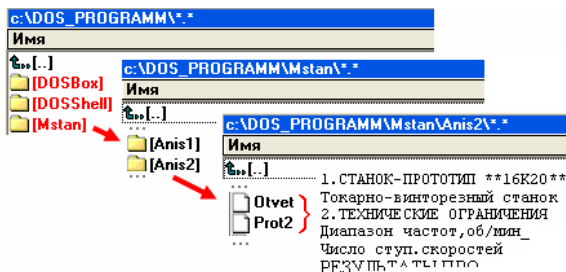 c:\DOS_PROGRAMM\*.*
Имя
[..]
[DOSBox]
[DOSShell]
[Mstan]
c:\DOS_PROGRAMM\Mstan\*.*
Имя
[..]
...
[Anis1]
[Anis2]
...
c:\DOS_PROGRAMM\Mstan\Anis2\*.*
Имя
[..]
...
Otvet
Prot2
...
1.СТАНОК-ПРОТОТИП **16К20**
Токарно-винторезный станок
2.ТЕХНИЧЕСКИЕ ОГРАНИЧЕНИЯ
Диапазон частот,об/мин_
Число ступ.скоростей